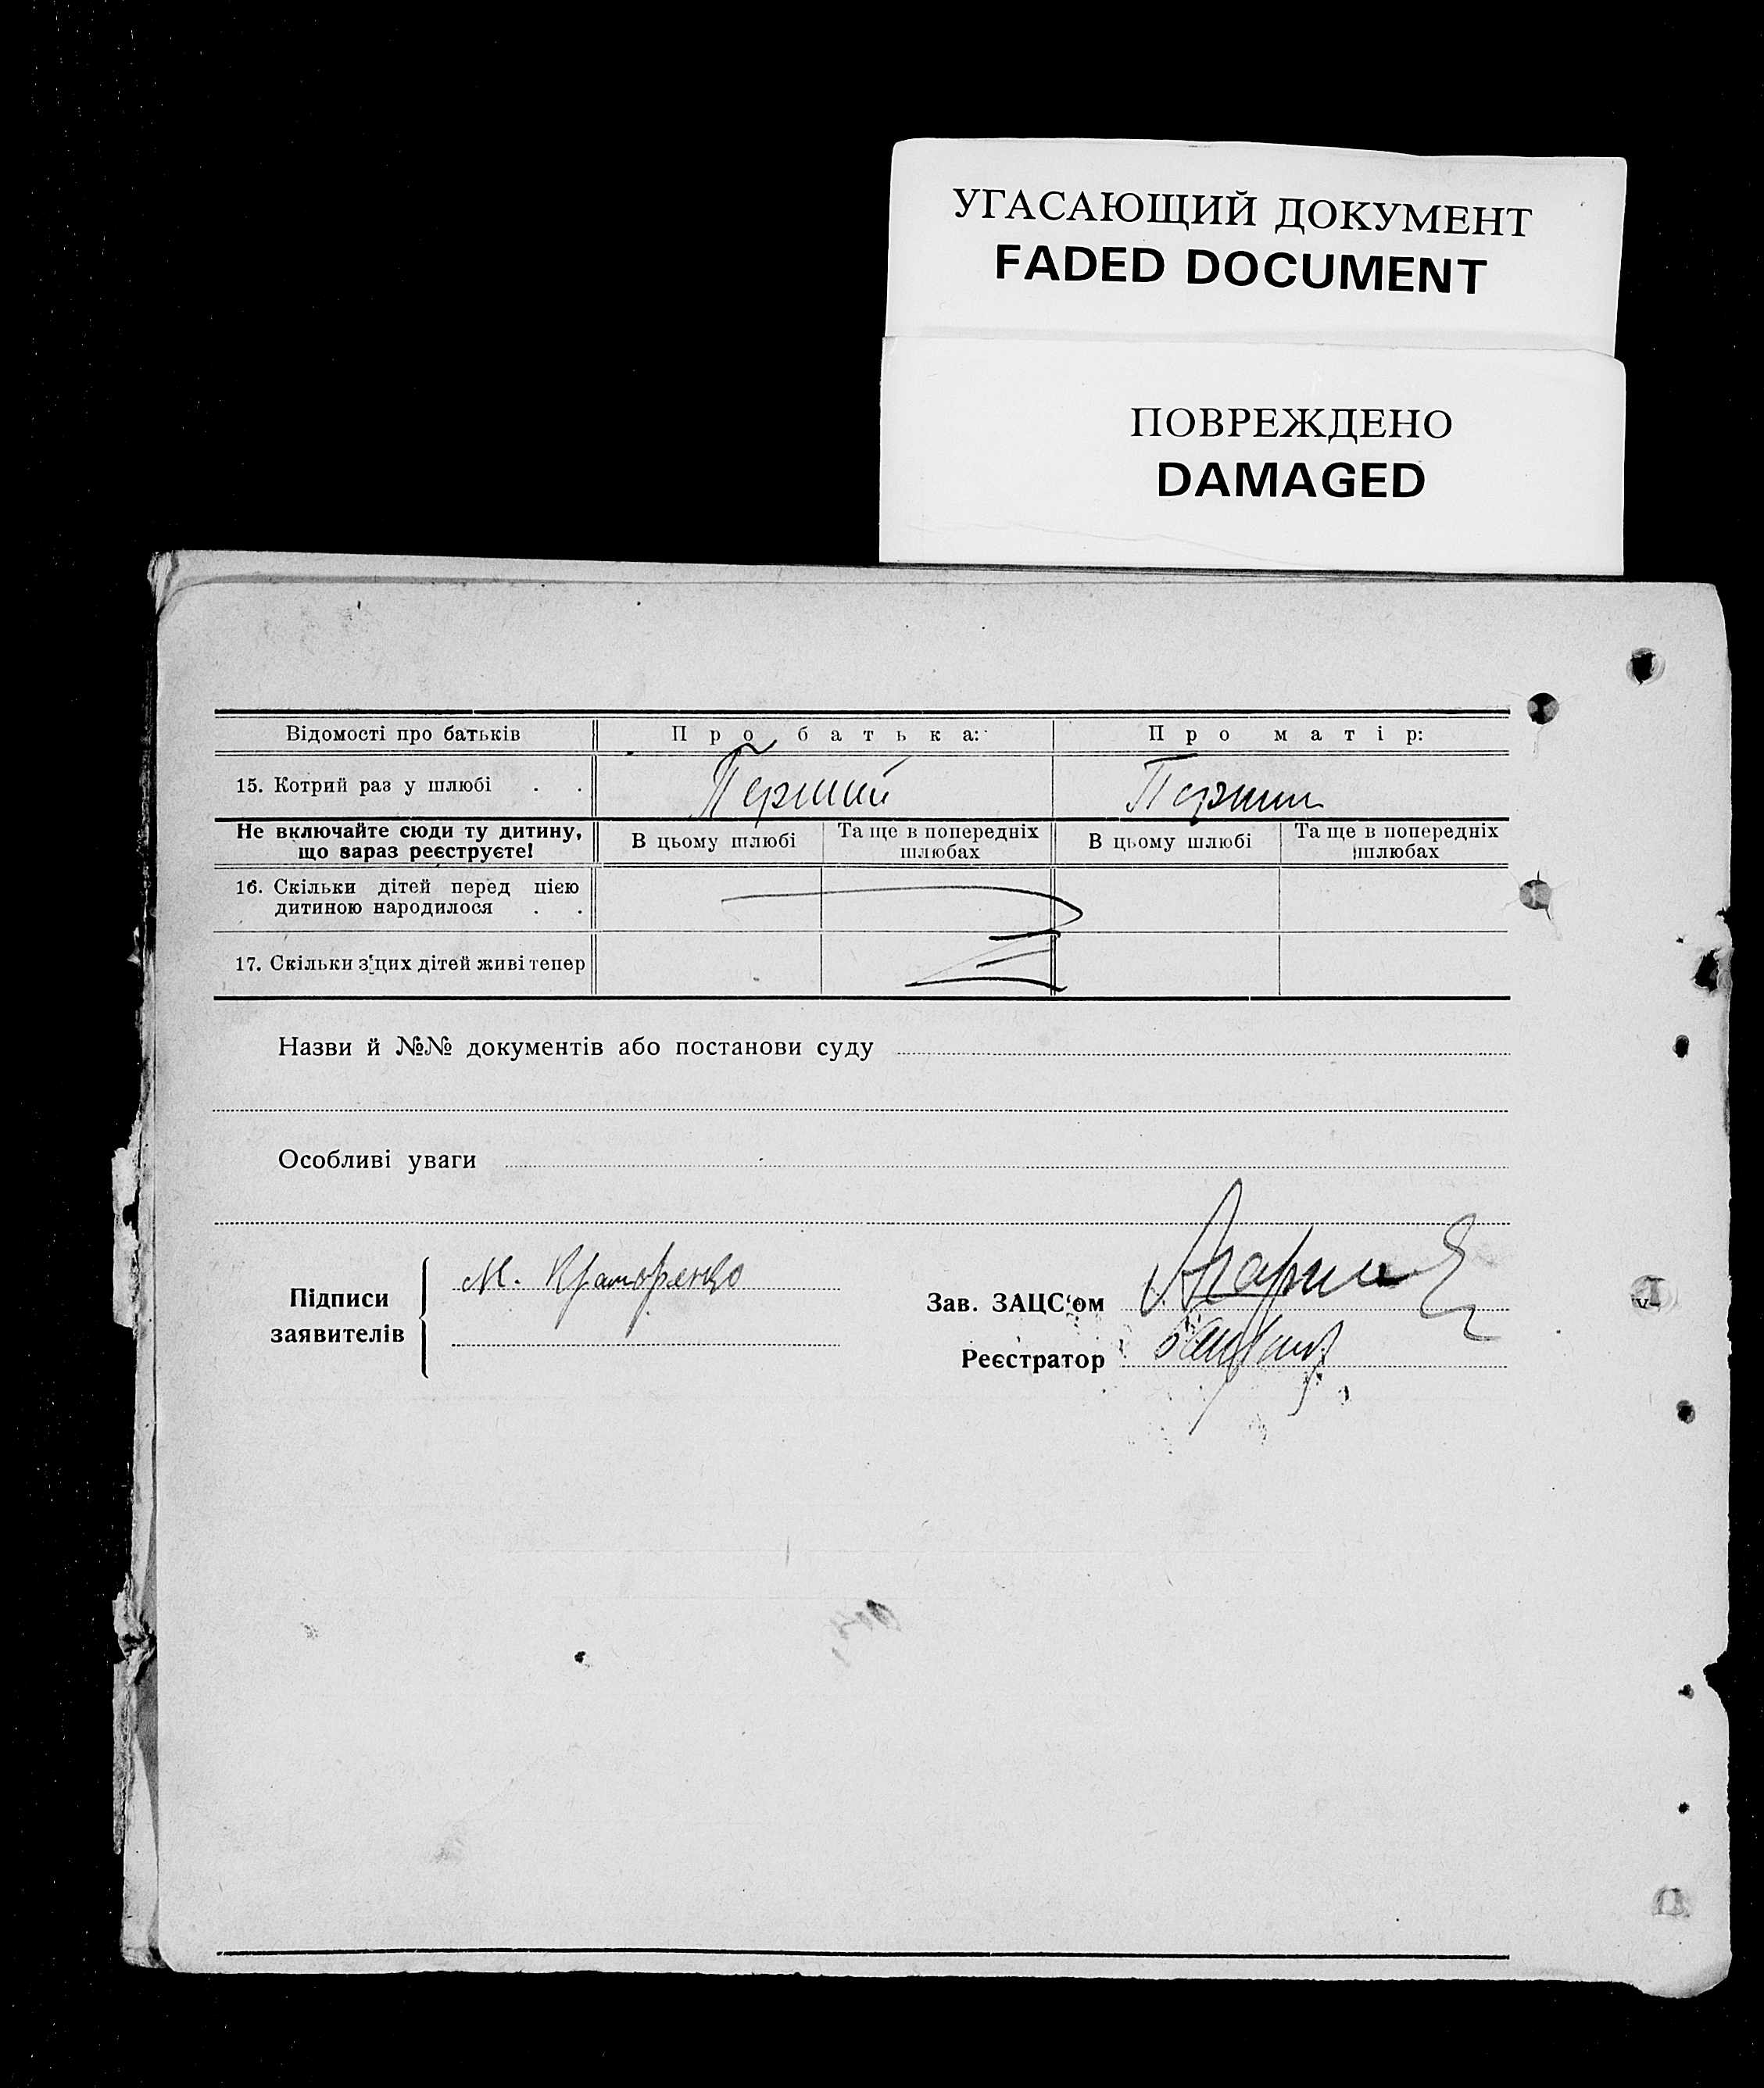 УГАСАЮЩИЙ ДОКУМЕНТ
FADED DOCUMENT
ПОВРЕЖДЕНО
DAMAGED
Відомості про батьків Про батька: Про матір:
15. Котрий раз у шлюбі . . Перший Перший
Не включайте сюди ту дитину, що зараз реєструєте! В цьому шлюбі Та ще в попередніх шлюбах В цьому шлюбі Та ще в попередніх шлюбах
16. Скільки дітей перед цією
дитиною народилося . .
17. Скільки з цих дітей живі тепер
Назви й №№ документів або постанови суду
Особливі уваги
Підписи заявителів М. Краморенко
Зав. ЗАЦС‘ом
Реєстратор